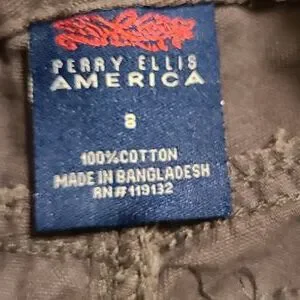 PERRY ELLIS
AMERICA
8
100% COTTON
MADE IN BANGLADESH
RN# 119132